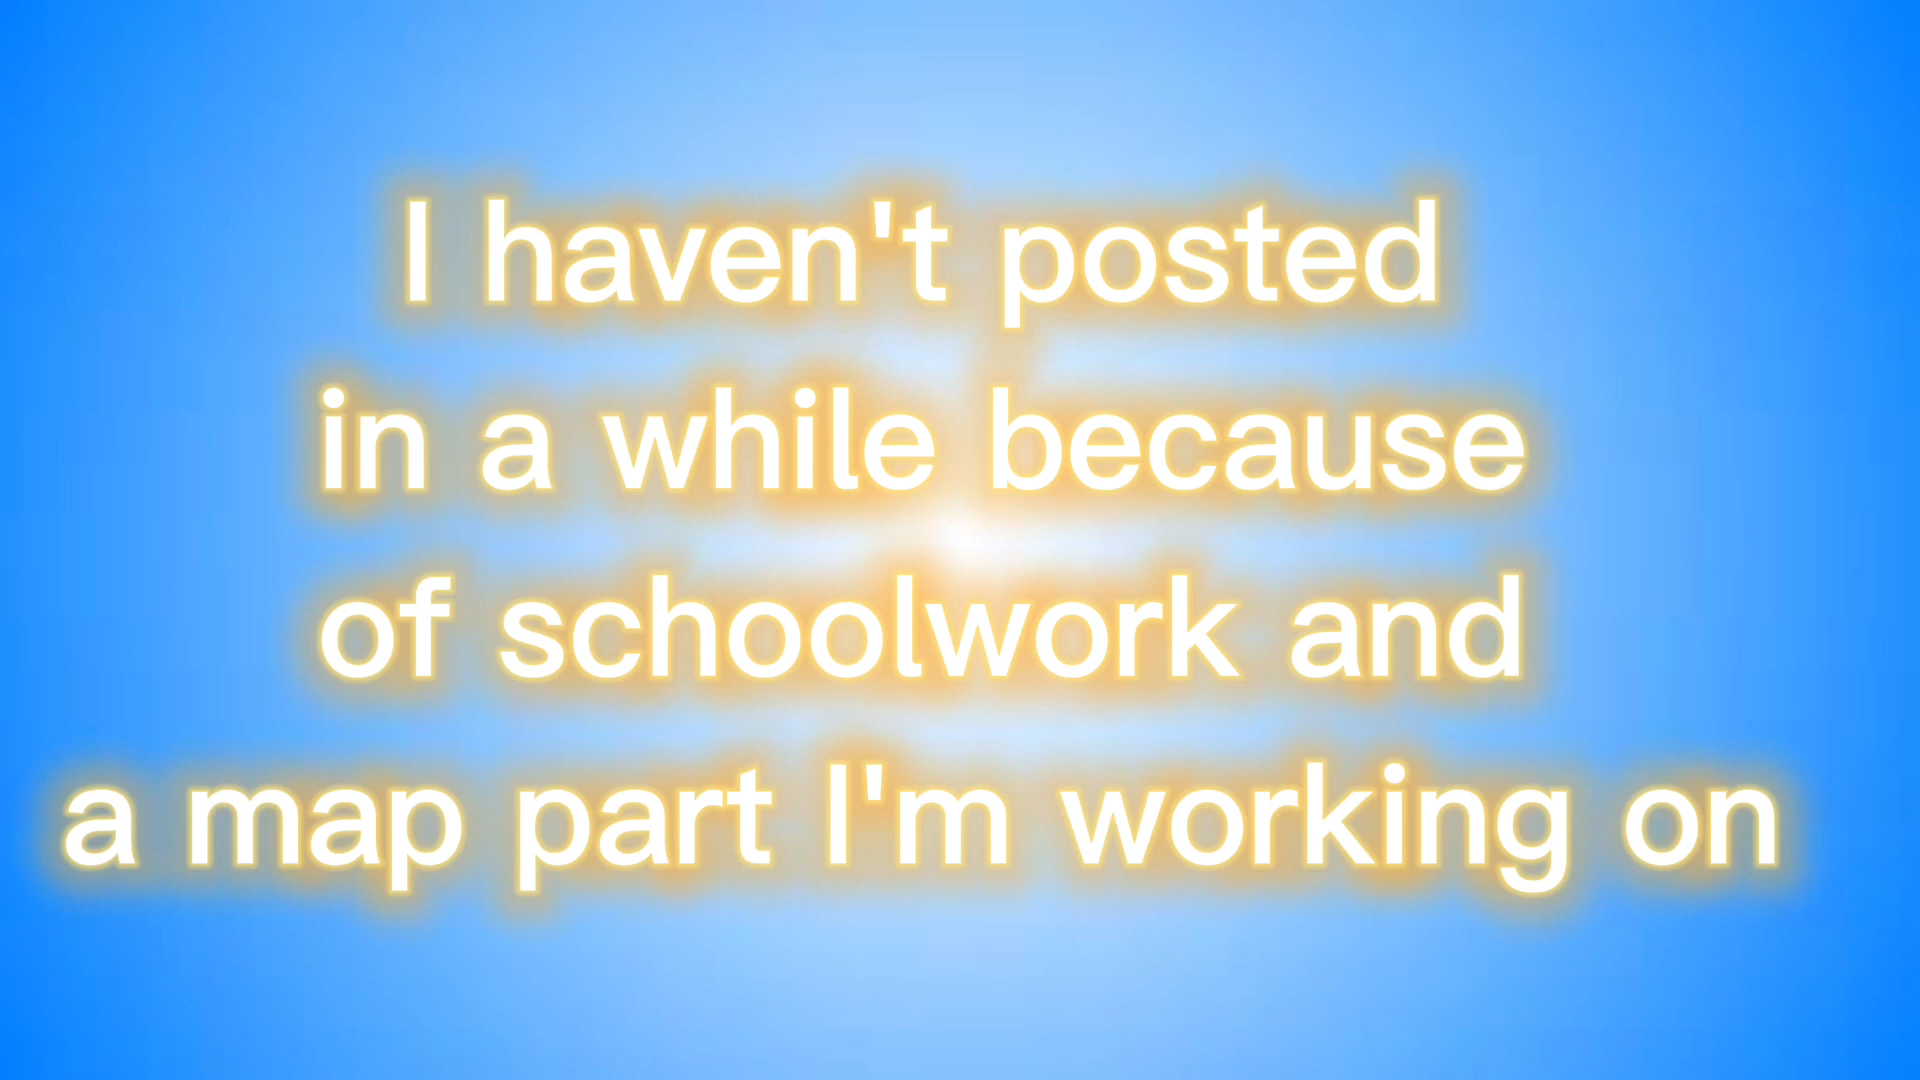 I haven't posted
in a while because
of schoolwork and
a map part I'm working on